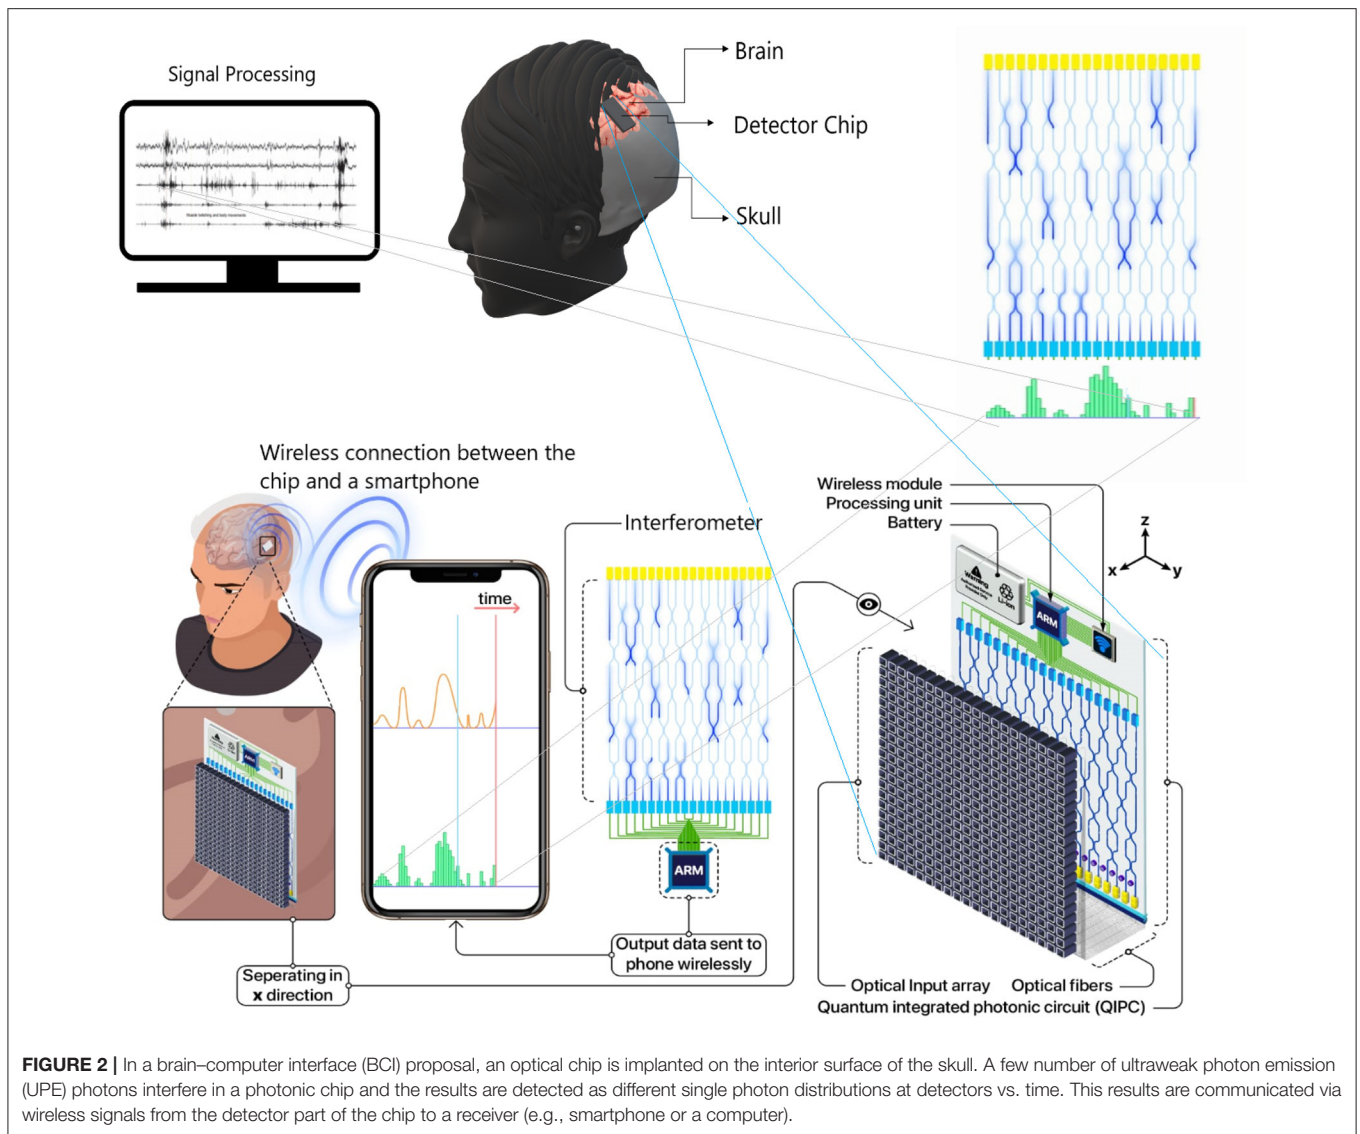 Signal Processing
Brain
Detector Chip
Skull
Wireless connection between the
chip and a smartphone
Interferometer
time
Wireless module
Processing unit
Battery
z
x
y
Warning
Li-ion
ARM
ARM
Output data sent to
phone wirelessly
Seperating in
x direction
Optical Input array
Optical fibers
Quantum integrated photonic circuit (QIPC)
FIGURE 2 | In a brain–computer interface (BCI) proposal, an optical chip is implanted on the interior surface of the skull. A few number of ultraweak photon emission
(UPE) photons interfere in a photonic chip and the results are detected as different single photon distributions at detectors vs. time. This results are communicated via
wireless signals from the detector part of the chip to a receiver (e.g., smartphone or a computer).